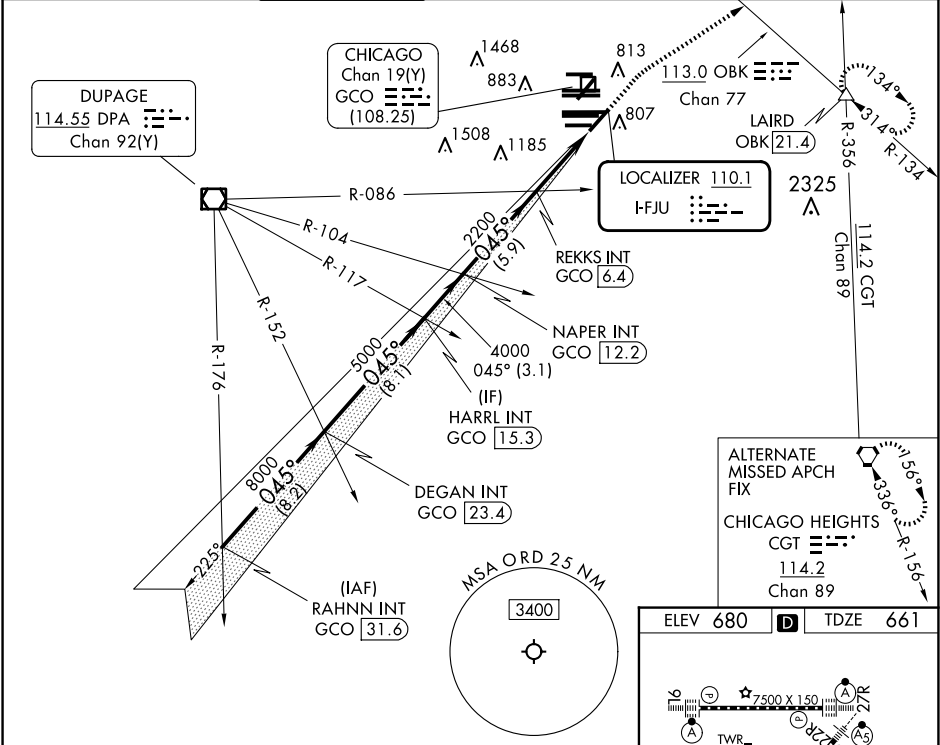 DUPAGE
114.55 DPA
Chan 92(Y)
CHICAGO
Chan 19(Y)
GCO
(108.25)
1468
883
813
807
1508
1185
113.0 OBK
Chan 77
134°
314°
LAIRD
OBK 21.4
R-134
R-356
2325
LOCALIZER 110.1
I-FJU
114.2 CGT
Chan 89
R-086
R-104
R-117
R-152
R-176
2200
045°
(5.9)
REKKS INT
GCO 6.4
NAPER INT
GCO 12.2
4000
045° (3.1)
5000
045°
(8.1)
(IF)
HARRL INT
GCO 15.3
8000
045°
(8.2)
DEGAN INT
GCO 23.4
225°
(IAF)
RAHNN INT
GCO 31.6
MSA ORD 25 NM
3400
ALTERNATE
MISSED APCH
FIX
CHICAGO HEIGHTS
CGT
114.2
Chan 89
156°
336°
R-156
ELEV 680 D TDZE 661
9L
P
7500 X 150
P
A
27R
A
22R
A5
TWR